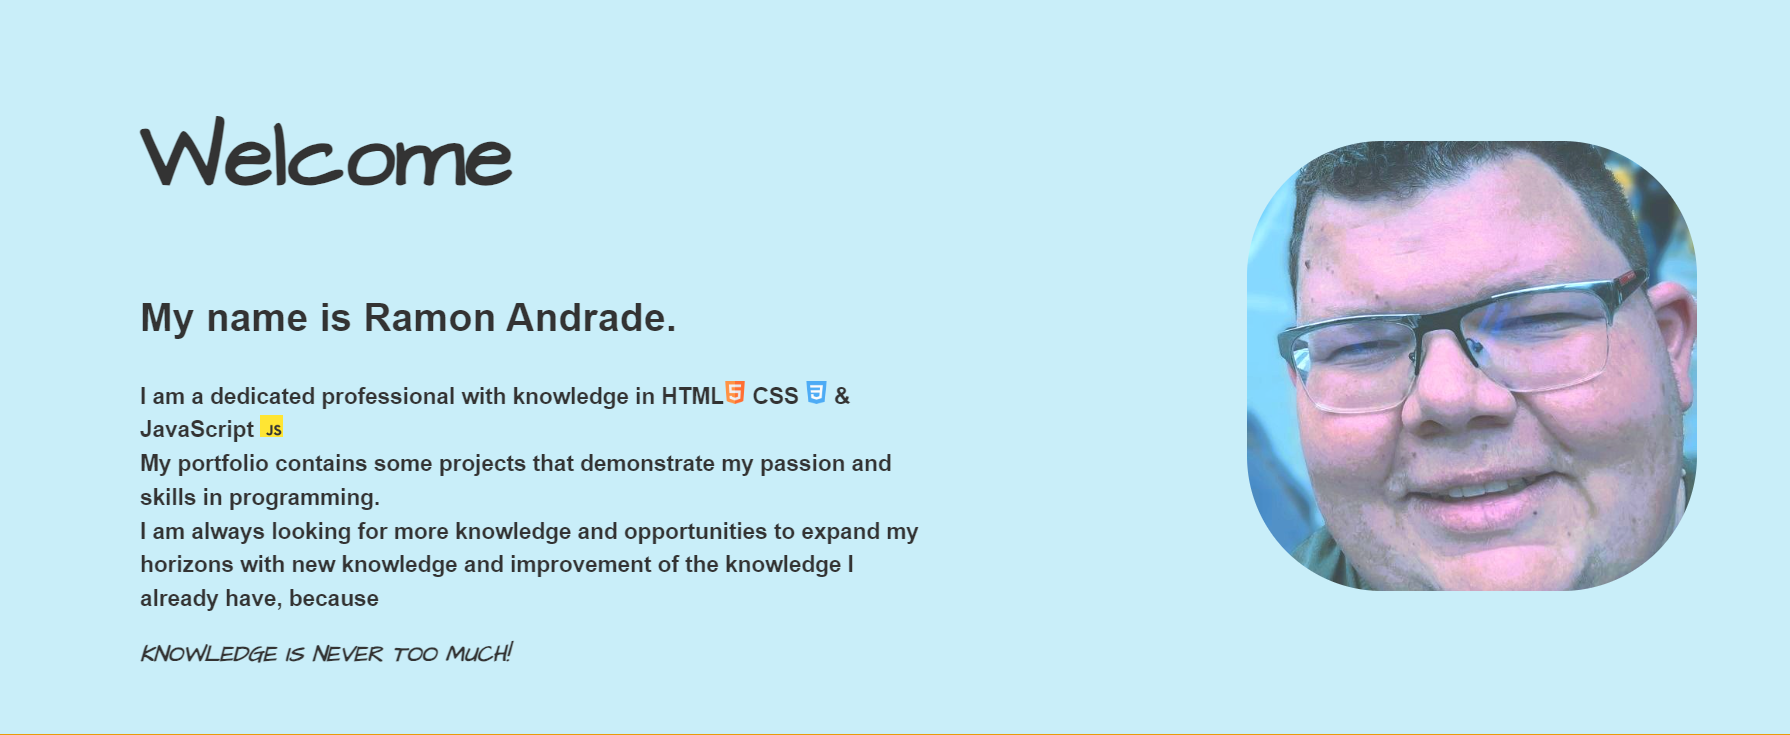 Welcome
My name is Ramon Andrade.
I am a dedicated professional with knowledge in HTML5 CSS 3 &
JavaScript JS
My portfolio contains some projects that demonstrate my passion and
skills in programming.
I am always looking for more knowledge and opportunities to expand my
horizons with new knowledge and improvement of the knowledge I
already have, because
KNOWLEDGE IS NEVER TOO MUCH!